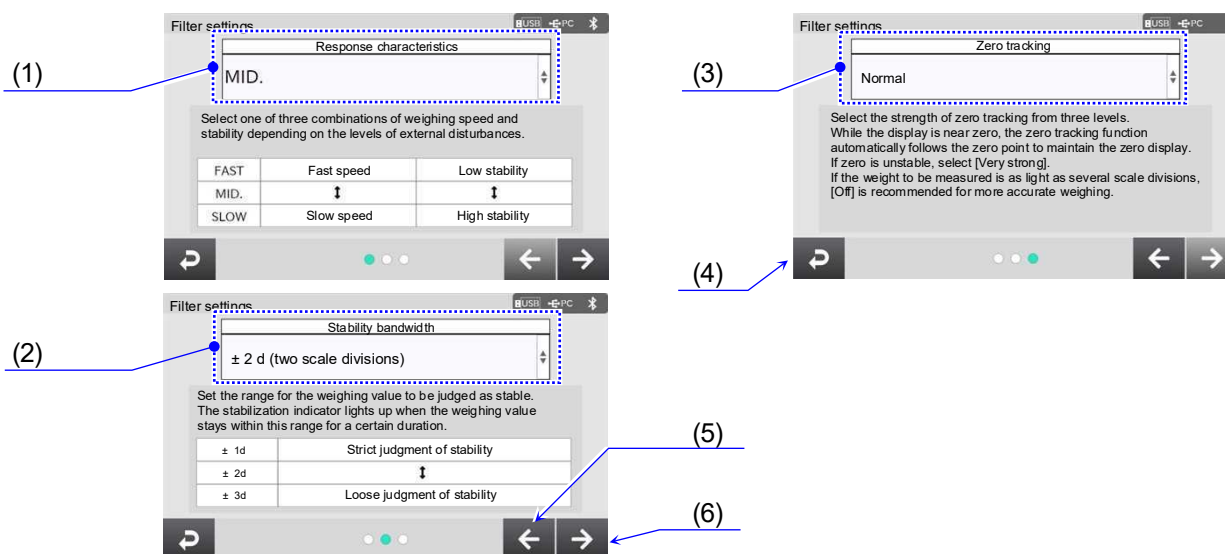 (1)
Filter settings
USB PC
Response characteristics
MID.
Select one of three combinations of weighing speed and
stability depending on the levels of external disturbances.
FAST Fast speed Low stability
MID.
SLOW Slow speed High stability
(2)
Filter settings
USB PC
Stability bandwidth
± 2 d (two scale divisions)
Set the range for the weighing value to be judged as stable.
The stabilization indicator lights up when the weighing value
stays within this range for a certain duration.
± 1d Strict judgment of stability
± 2d
± 3d Loose judgment of stability
(3)
Filter settings
USB PC
Zero tracking
Normal
Select the strength of zero tracking from three levels.
While the display is near zero, the zero tracking function
automatically follows the zero point to maintain the zero display.
If zero is unstable, select [Very strong].
If the weight to be measured is as light as several scale divisions,
[Off] is recommended for more accurate weighing.
(4)
(5)
(6)